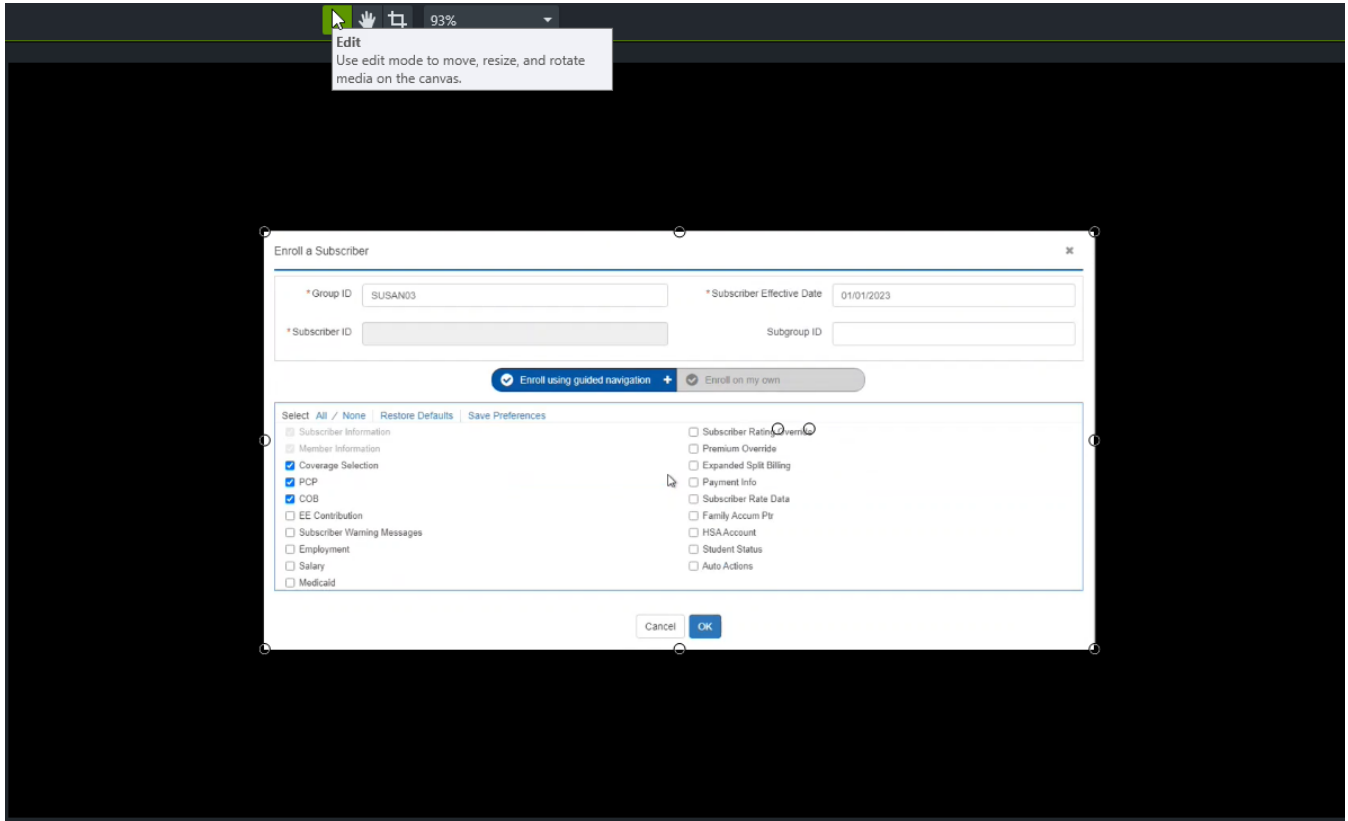 93%
Edit
Use edit mode to move, resize, and rotate
media on the canvas.
Enroll a Subscriber
* Group ID SUSAN03 * Subscriber Effective Date 01/01/2023
* Subscriber ID Subgroup ID
Enroll using guided navigation Enroll on my own
Select All / None Restore Defaults Save Preferences
Subscriber Information Subscriber Rating Override
Member Information Premium Override
Coverage Selection Expanded Split Billing
PCP Payment Info
COB Subscriber Rate Data
EE Contribution Family Accum Ptr
Subscriber Warning Messages HSA Account
Employment Student Status
Salary Auto Actions
Medicaid
Cancel OK